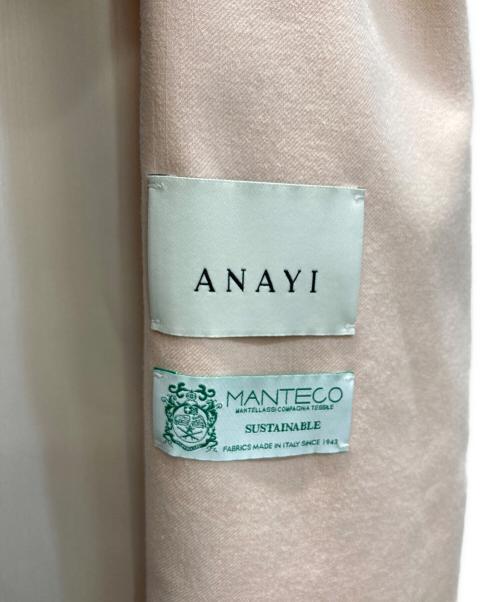 ANAYI
MANTECO
MANTELLASSI COMPAGNIA TESSILE
SUSTAINABLE
FABRICS MADE IN ITALY SINCE 1943